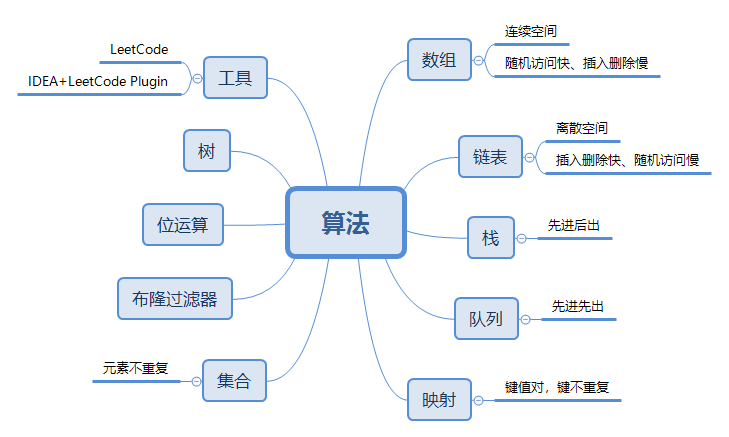 算法
数组
连续空间
随机访问快、插入删除慢
链表
离散空间
插入删除快、随机访问慢
栈
先进后出
队列
先进先出
映射
键值对，键不重复
工具
LeetCode
IDEA+LeetCode Plugin
树
位运算
布隆过滤器
集合
元素不重复